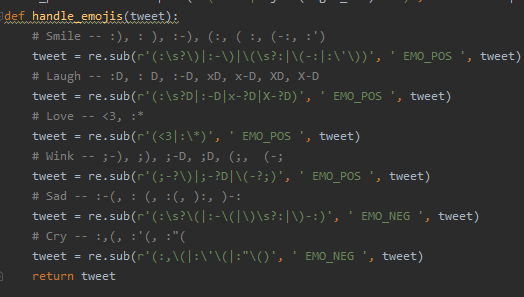 def handle_emojis(tweet):
# Smile -- :), : ), :-), (:, ( :, (-:, :')
tweet = re.sub(r'(:\s?\)|:-\)|\(\s?:|\(-:|:\'\))', ' EMO_POS ', tweet)
# Laugh -- :D, : D, :-D, xD, x-D, XD, X-D
tweet = re.sub(r'(:\s?D|:-D|x-?D|X-?D)', ' EMO_POS ', tweet)
# Love -- <3, :*
tweet = re.sub(r'(<3|:\*)', ' EMO_POS ', tweet)
# Wink -- ;-), ;), ;-D, ;D, (;,  (-;
tweet = re.sub(r'(;-?\)|;-?D|\(-?;)', ' EMO_POS ', tweet)
# Sad -- :-(, : (, :(, ):, )-:
tweet = re.sub(r'(:\s?\(|:-\(|\)\s?:|\)-:)', ' EMO_NEG ', tweet)
# Cry -- :,(, :'(, :"(
tweet = re.sub(r'(:,\(|:\'\(|:"\()', ' EMO_NEG ', tweet)
return tweet